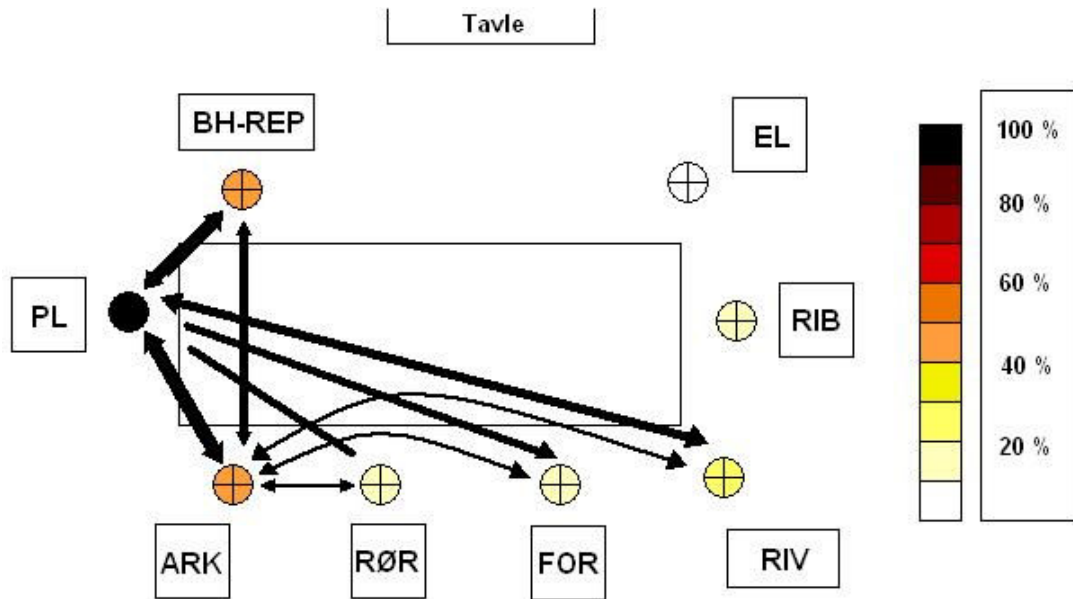 Tavle
BH-REP
EL
100 %
80 %
PL
RIB
60 %
40 %
20 %
ARK
RØR
FOR
RIV